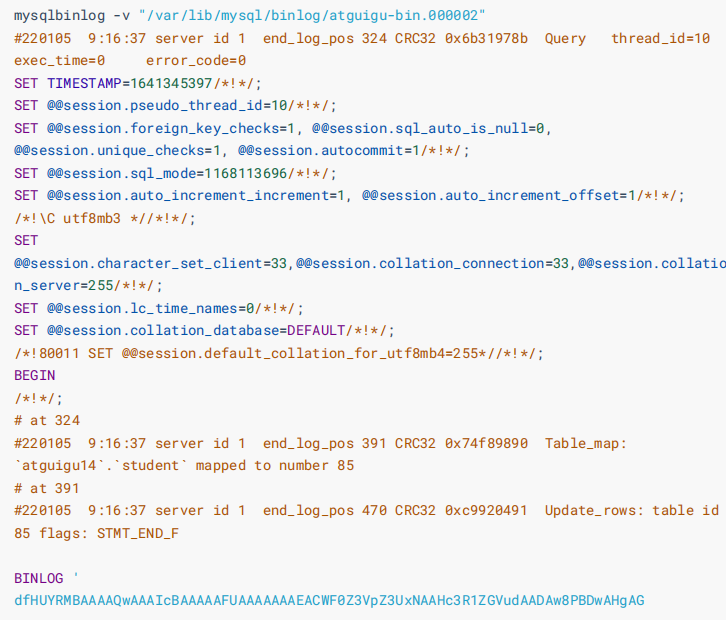 mysqlbinlog -v "/var/lib/mysql/binlog/atguigu-bin.000002"
#220105  9:16:37 server id 1  end_log_pos 324 CRC32 0x6b31978b  Query   thread_id=10
exec_time=0     error_code=0
SET TIMESTAMP=1641345397/*!*/;
SET @@session.pseudo_thread_id=10/*!*/;
SET @@session.foreign_key_checks=1, @@session.sql_auto_is_null=0,
@@session.unique_checks=1, @@session.autocommit=1/*!*/;
SET @@session.sql_mode=1168113696/*!*/;
SET @@session.auto_increment_increment=1, @@session.auto_increment_offset=1/*!*/;
/*!\C utf8mb3 *//*!*/;
SET
@@session.character_set_client=33,@@session.collation_connection=33,@@session.collatio
n_server=255/*!*/;
SET @@session.lc_time_names=0/*!*/;
SET @@session.collation_database=DEFAULT/*!*/;
/*!80011 SET @@session.default_collation_for_utf8mb4=255*//*!*/;
BEGIN
/*!*/;
# at 324
#220105  9:16:37 server id 1  end_log_pos 391 CRC32 0x74f89890  Table_map:
`atguigu14`.`student` mapped to number 85
# at 391
#220105  9:16:37 server id 1  end_log_pos 470 CRC32 0xc9920491  Update_rows: table id
85 flags: STMT_END_F

BINLOG '
dfHUYRMBAAAAQwAAAIcBAAAAAFUAAAAAAAEACWF0Z3VpZ3UxNAAHc3R1ZGVudAADAw8PBDwAHgAG